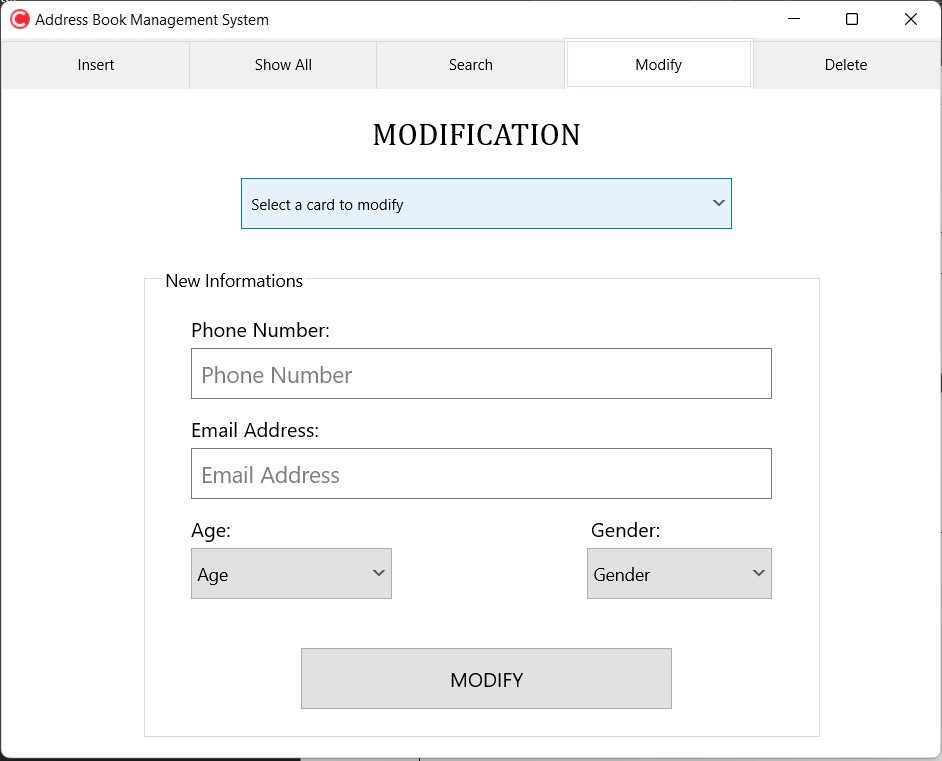 Address Book Management System
Insert Show All Search Modify Delete
MODIFICATION
Select a card to modify
New Informations
Phone Number:
Phone Number
Email Address:
Email Address
Age: Gender:
Age Gender
MODIFY